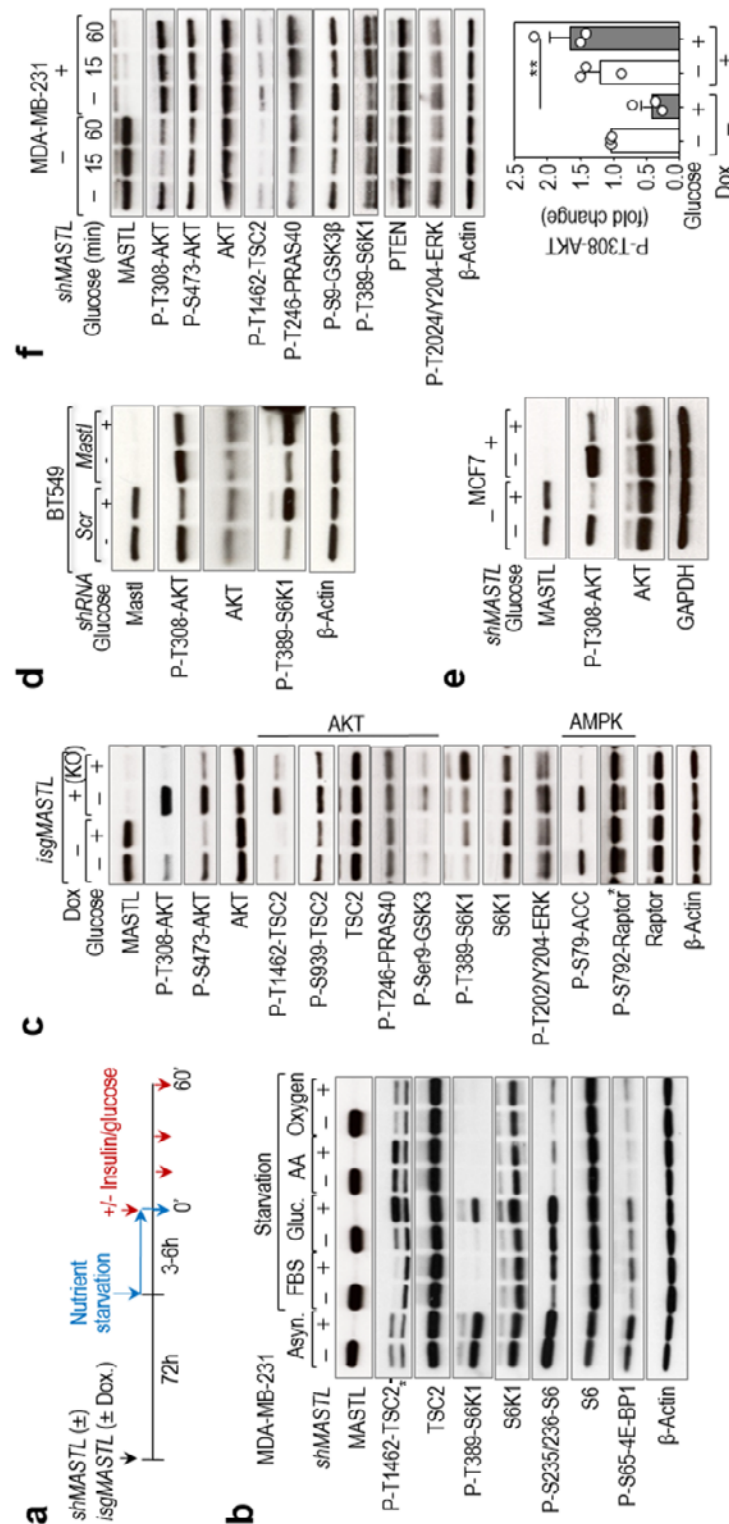 a
shMASTL (±)
isgMASTL (± Dox.)
Nutrient
starvation
+/- Insulin/glucose
72h
3-6h
0'
60'
b
MDA-MB-231
Starvation
Asyn.
FBS
Gluc.
AA
Oxygen
shMASTL
− + − + − + − + − +
MASTL
P-T1462-TSC2
*
TSC2
P-T389-S6K1
S6K1
P-S235/236-S6
S6
P-S65-4E-BP1
β-Actin
c
isgMASTL
Dox − + (KO)
Glucose − + − +
MASTL
P-T308-AKT
P-S473-AKT
AKT
P-T1462-TSC2
P-S939-TSC2
TSC2
P-T246-PRAS40
P-Ser9-GSK3
P-T389-S6K1
S6K1
P-T202/Y204-ERK
P-S79-ACC
P-S792-Raptor*
Raptor
β-Actin
AKT
AMPK
d
BT549
shRNA Scr Mastl
Glucose - + - +
Mastl
P-T308-AKT
AKT
P-T389-S6K1
β-Actin
e
MCF7
shMASTL − +
Glucose − + − +
MASTL
P-T308-AKT
AKT
GAPDH
f
MDA-MB-231
shMASTL − +
Glucose (min) − 15 60 − 15 60
MASTL
P-T308-AKT
P-S473-AKT
AKT
P-T1462-TSC2
P-T246-PRAS40
P-S9-GSK3β
P-T389-S6K1
PTEN
P-T2024/Y204-ERK
β-Actin
P-T308-AKT
(fold change)
2.5
2.0
1.5
1.0
0.5
0.0
**
Glucose − + − +
Dox − +